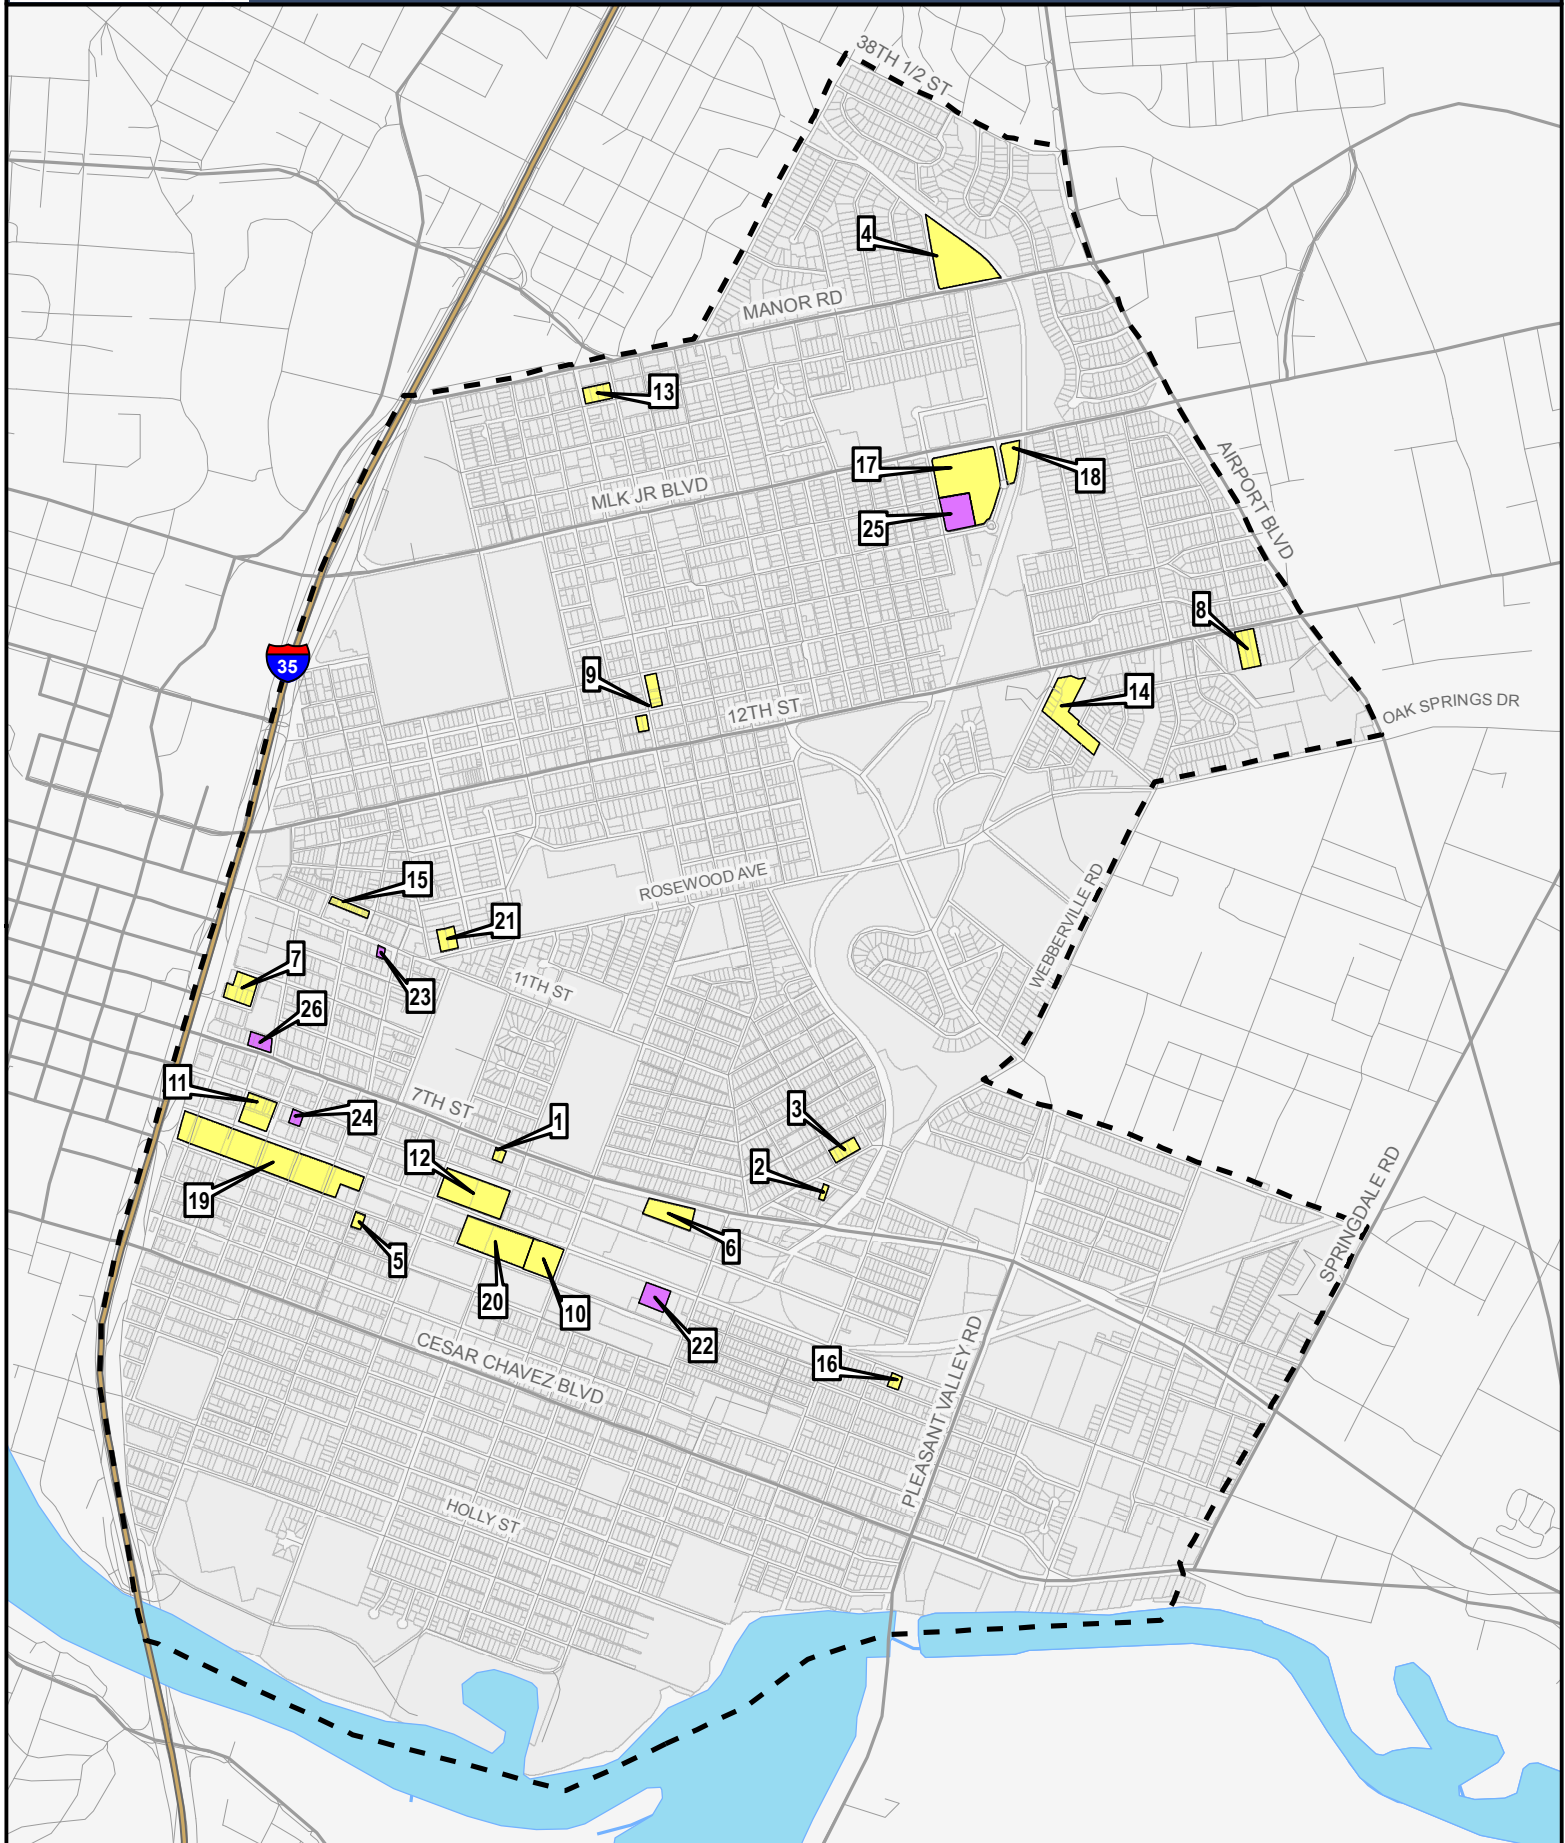 38TH 1/2 ST
4
MANOR RD
13
17
18
MLK JR BLVD
25
AIRPORT BLVD
8
35
9
14
12TH ST
OAK SPRINGS DR
15
ROSEWOOD AVE
21
WEBBERVILLE RD
7
11TH ST
23
26
11
7TH ST
24
1
3
12
2
SPRINGDALE RD
19
6
5
20
10
22
CESAR CHAVEZ BLVD
16
PLEASANT VALLEY RD
HOLLY ST